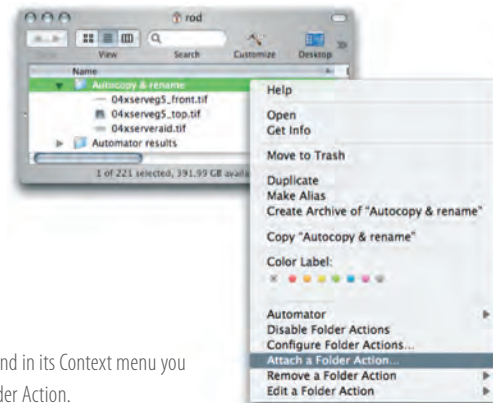 rod
View
Search
Customize
Desktop
Name
Autocopy & rename
04xserveg5_front.tif
04xserveg5_top.tif
04xserveraid.tif
Automator results
1 of 221 selected, 391.99 GB availa
Help
Open
Get Info
Move to Trash
Duplicate
Make Alias
Create Archive of "Autocopy & rename"
Copy "Autocopy & rename"
Color Label:
Automator
Disable Folder Actions
Configure Folder Actions...
Attach a Folder Action...
Remove a Folder Action
Edit a Folder Action
nd in its Context menu you
der Action.